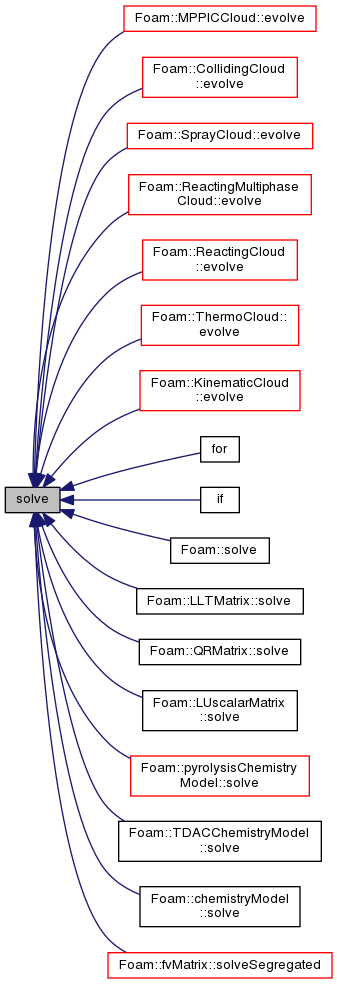 Foam::MPPICCloud::evolve
Foam::CollidingCloud
::evolve
Foam::SprayCloud::evolve
Foam::ReactingMultiphase
Cloud::evolve
Foam::ReactingCloud
::evolve
Foam::ThermoCloud::
evolve
Foam::KinematicCloud
::evolve
for
solve
if
Foam::solve
Foam::LLTMatrix::solve
Foam::QRMatrix::solve
Foam::LUscalarMatrix
::solve
Foam::pyrolysisChemistry
Model::solve
Foam::TDACChemistryModel
::solve
Foam::chemistryModel
::solve
Foam::fvMatrix::solveSegregated